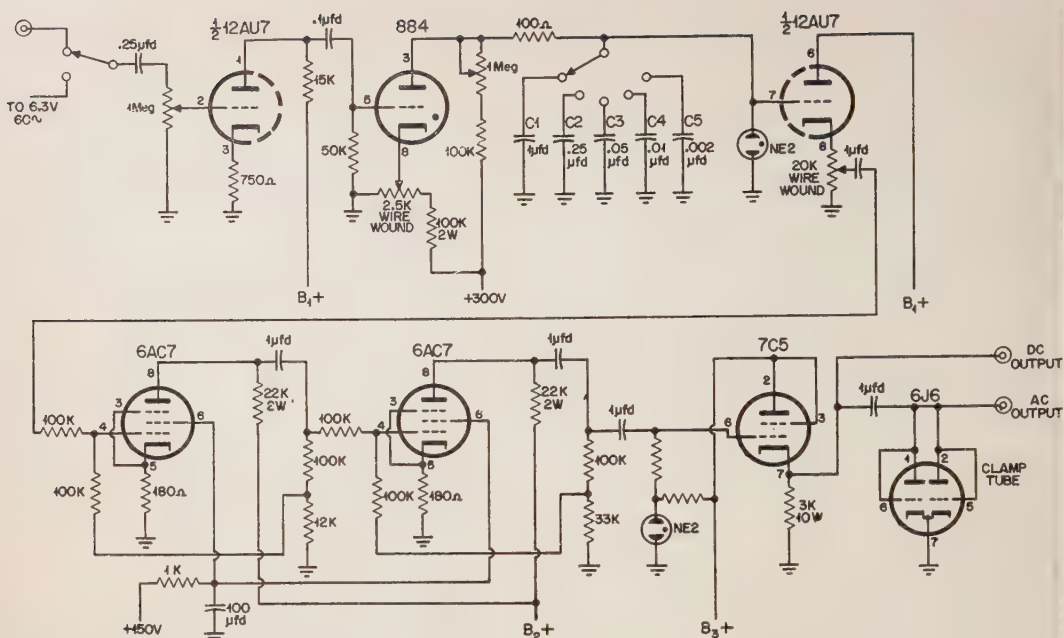 ½12AU7
.1µfd
884
100Ω
½12AU7
.25µfd
TO 6.3V
60~
1Meg
2
1
3
750Ω
15K
50K
5
3
8
2.5K
WIRE
WOUND
100K
2W
1Meg
100K
C1
1µfd
C2
.25
µfd
C3
.05
µfd
C4
.01
µfd
C5
.002
µfd
6
7
NE2
8
20K
WIRE
WOUND
1µfd
B₁+
+300V
B₁+
6AC7
1µfd
6AC7
1µfd
7C5
DC
OUTPUT
6J6
AC
OUTPUT
8
3
4
6
5
22K
2W
100K
100K
180Ω
100K
12K
100K
8
3
4
6
100K
180Ω
22K
2W
1µfd
100K
33K
NE2
2
6
3
7
3K
10W
1µfd
1
2
6
5
7
CLAMP
TUBE
1K
+150V
100
µfd
B₂+
B₃+